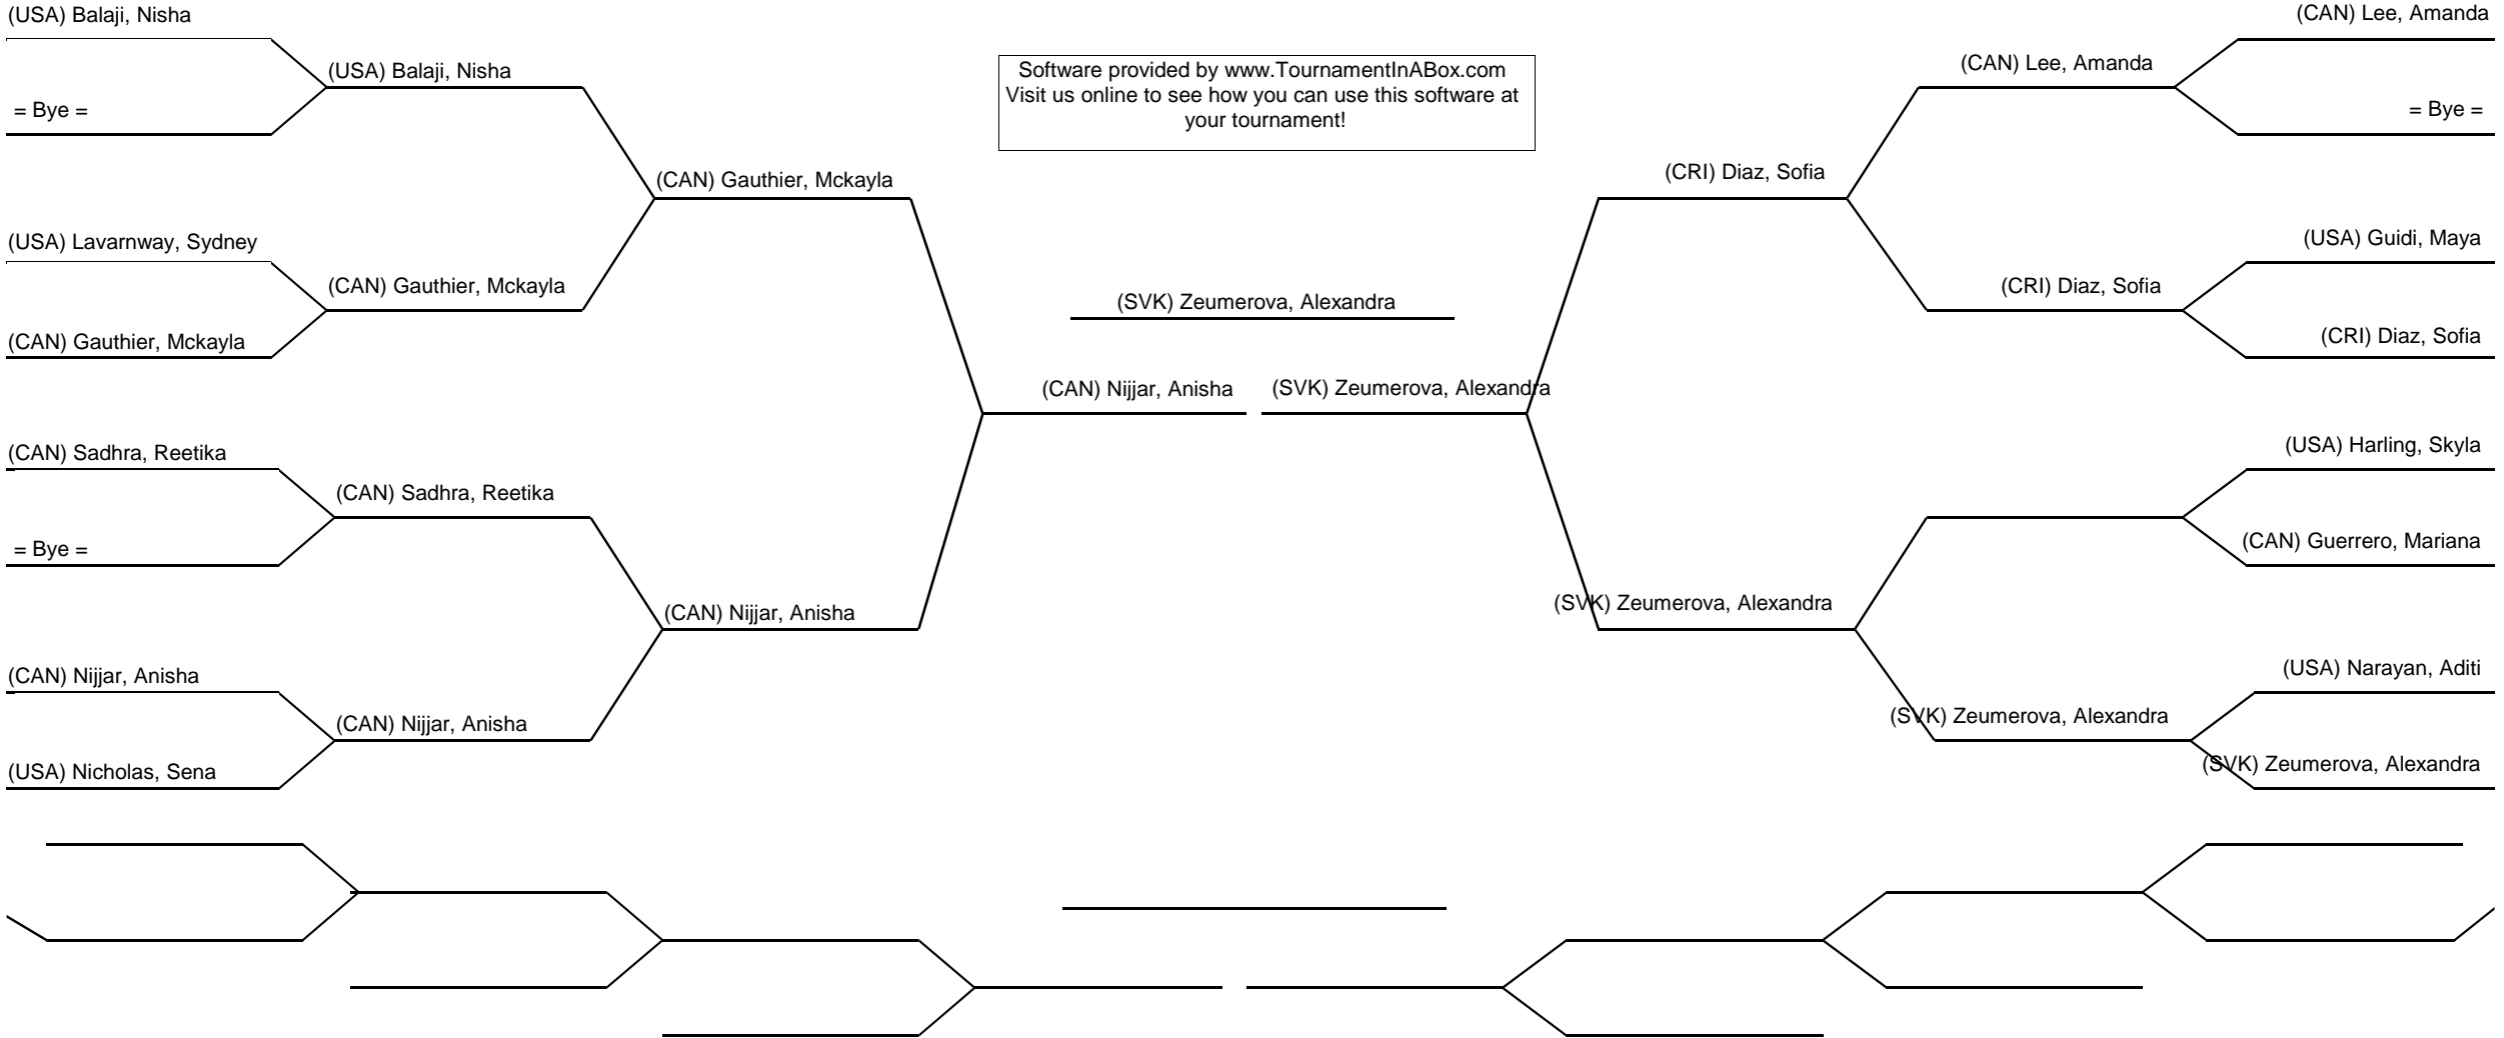 (USA) Balaji, Nisha
= Bye =
(USA) Lavarnway, Sydney
(CAN) Gauthier, Mckayla
(CAN) Sadhra, Reetika
= Bye =
(CAN) Nijjar, Anisha
(USA) Nicholas, Sena
(USA) Balaji, Nisha
(CAN) Gauthier, Mckayla
(CAN) Sadhra, Reetika
(CAN) Nijjar, Anisha
(CAN) Gauthier, Mckayla
(CAN) Nijjar, Anisha
Software provided by www.TournamentInABox.com
Visit us online to see how you can use this software at
your tournament!
(SVK) Zeumerova, Alexandra
(CAN) Nijjar, Anisha
(SVK) Zeumerova, Alexandra
(CRI) Diaz, Sofia
(SVK) Zeumerova, Alexandra
(CAN) Lee, Amanda
(CRI) Diaz, Sofia
(SVK) Zeumerova, Alexandra
(CAN) Lee, Amanda
= Bye =
(USA) Guidi, Maya
(CRI) Diaz, Sofia
(USA) Harling, Skyla
(CAN) Guerrero, Mariana
(USA) Narayan, Aditi
(SVK) Zeumerova, Alexandra